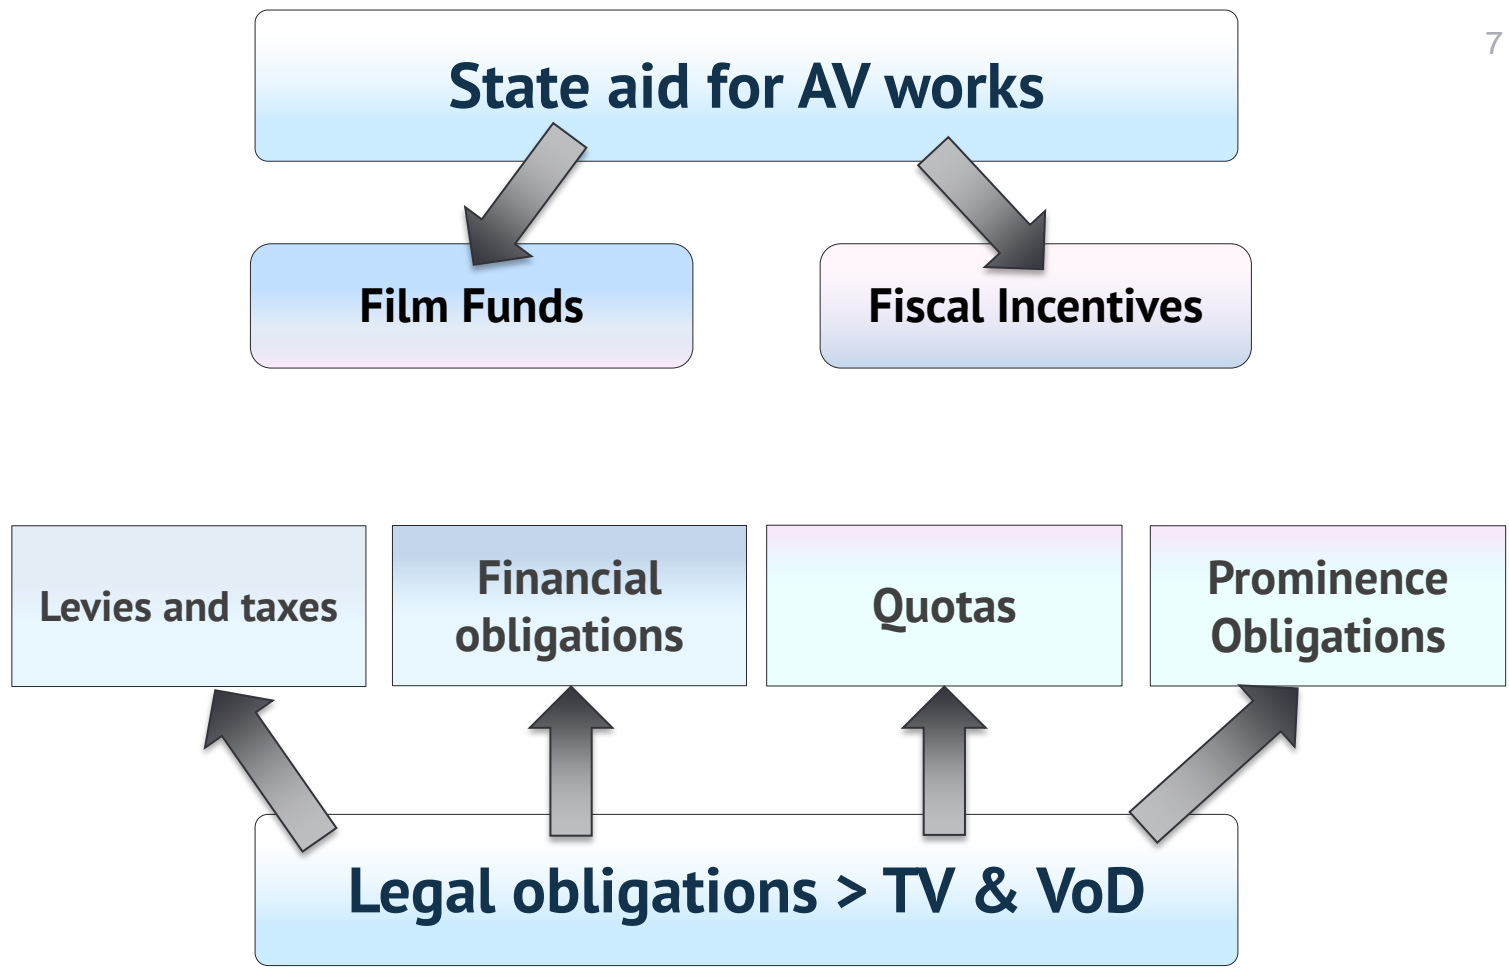 7
State aid for AV works
Film Funds
Fiscal Incentives
Levies and taxes
Financial
obligations
Quotas
Prominence
Obligations
Legal obligations > TV & VoD